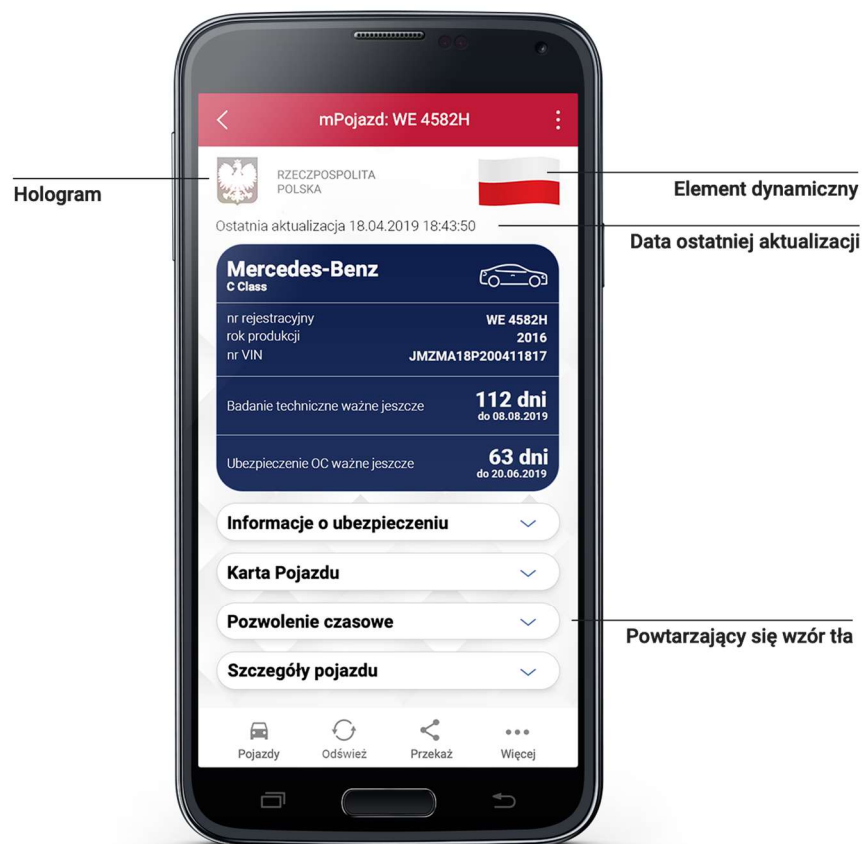 mPojazd: WE 4582H
Hologram
RZECZPOSPOLITA
POLSKA
Element dynamiczny
Ostatnia aktualizacja 18.04.2019 18:43:50
Data ostatniej aktualizacji
Mercedes-Benz
C Class
nr rejestracyjny WE 4582H
rok produkcji 2016
nr VIN JMZMA18P200411817
Badanie techniczne ważne jeszcze 112 dni
do 08.08.2019
Ubezpieczenie OC ważne jeszcze 63 dni
do 20.06.2019
Informacje o ubezpieczeniu
Karta Pojazdu
Pozwolenie czasowe
Powtarzający się wzór tła
Szczegóły pojazdu
Pojazdy Odśwież Przekaż Więcej